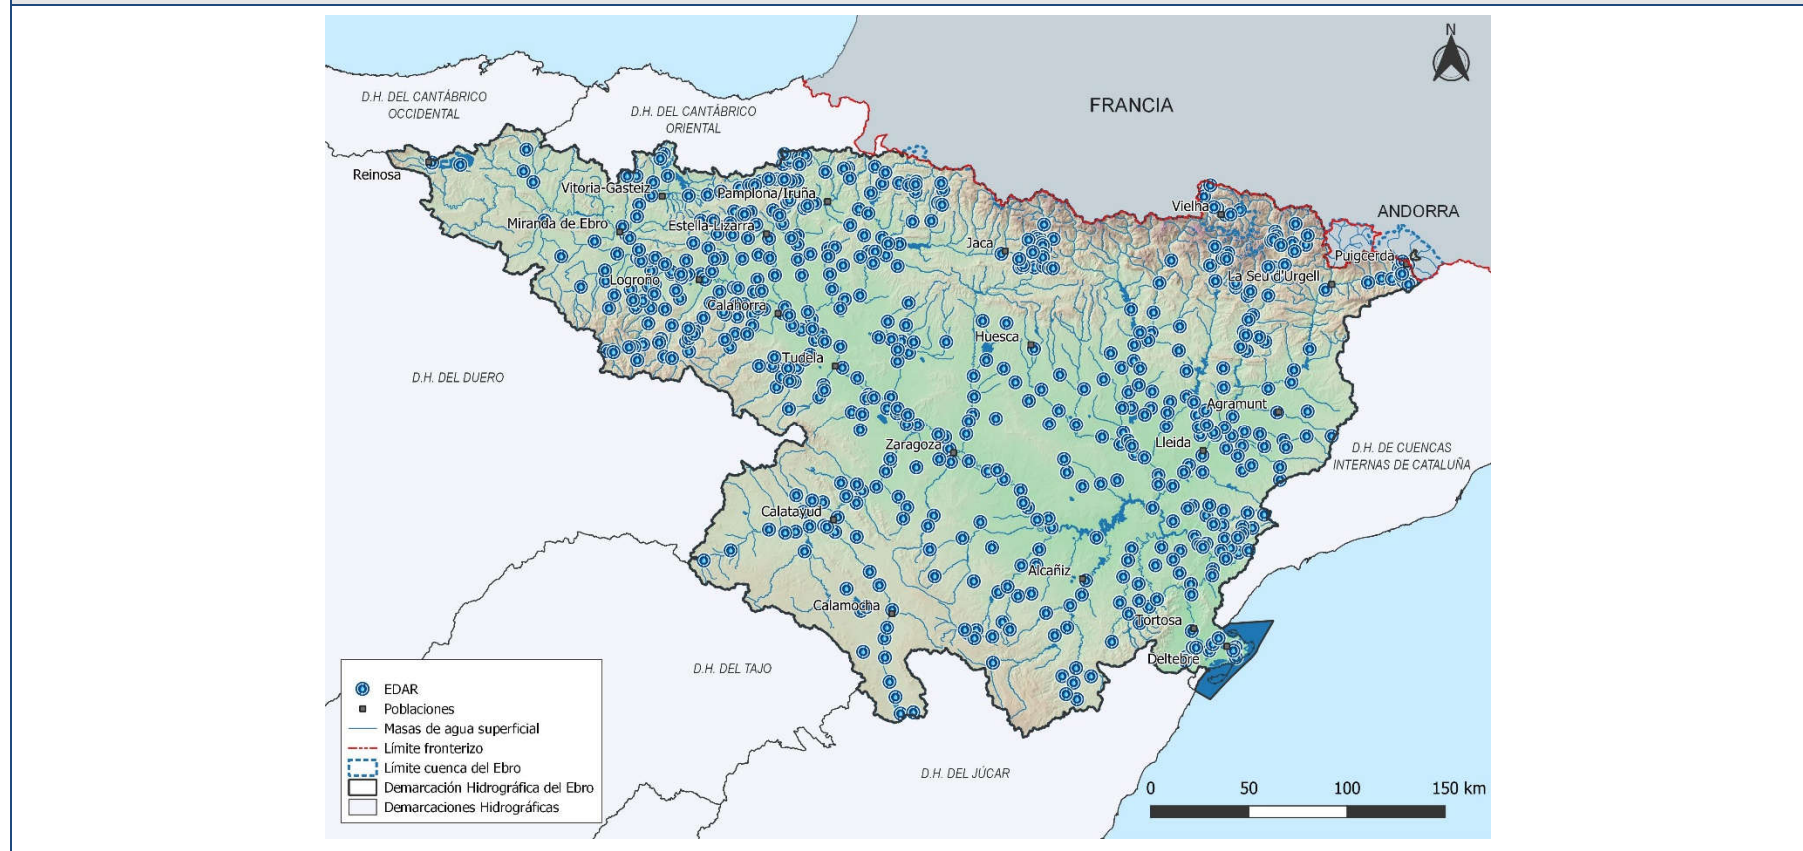 N
D.H. DEL CANTÁBRICO
OCCIDENTAL
D.H. DEL CANTÁBRICO
ORIENTAL
FRANCIA
Reinosa
Vitoria-Gasteiz
Pamplona/Iruña
Vielha
ANDORRA
Miranda de Ebro
Estella-Lizarra
Jaca
Puigcerdá
Logroño
La Seu d'Urgell
Calahorra
Huesca
Tudela
D.H. DEL DUERO
Agramunt
Zaragoza
Lleida
D.H. DE CUENCAS
INTERNAS DE CATALUÑA
Calatayud
Alcañiz
Calamocha
Tortosa
Deltebre
D.H. DEL TAJO
D.H. DEL JÚCAR
EDAR
Poblaciones
Masas de agua superficial
Límite fronterizo
Límite cuenca del Ebro
Demarcación Hidrográfica del Ebro
Demarcaciones Hidrográficas
0 50 100 150 km